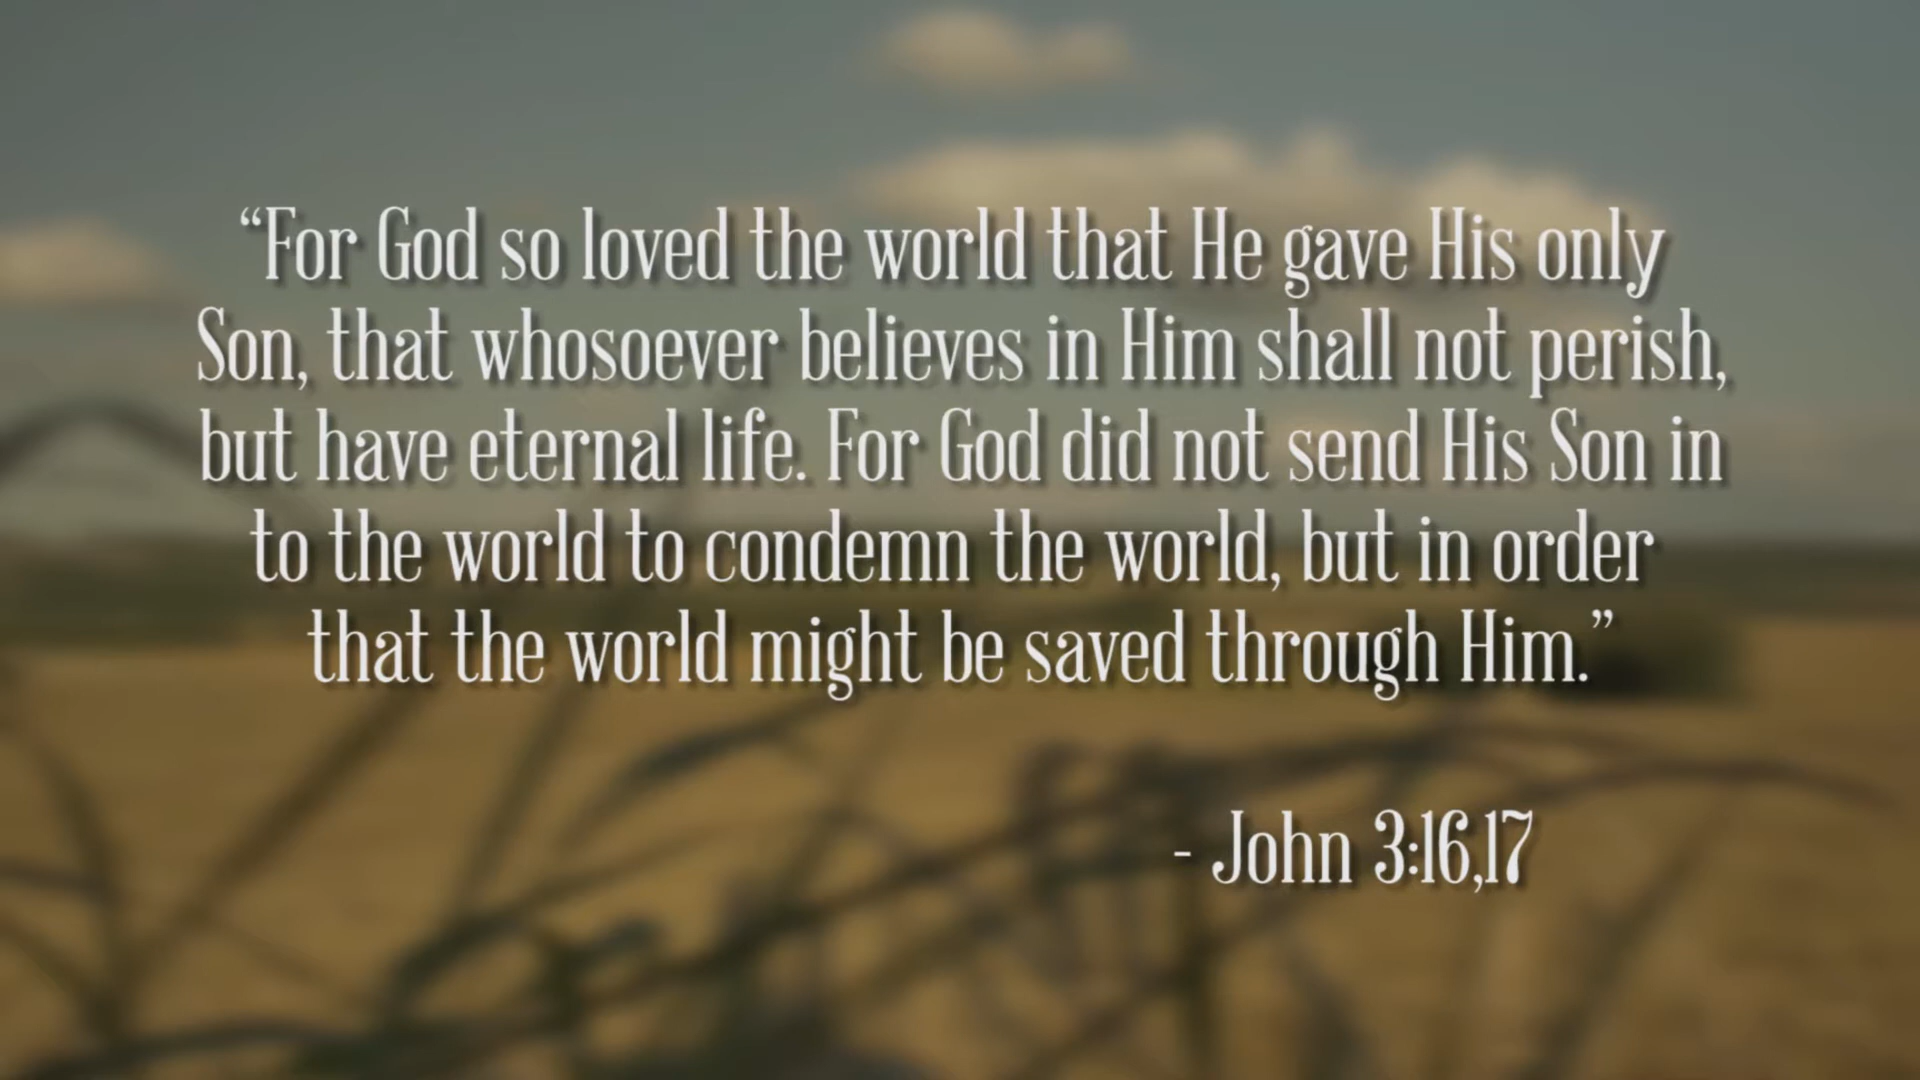 “For God so loved the world that He gave His only
Son, that whosoever believes in Him shall not perish,
but have eternal life. For God did not send His Son in
to the world to condemn the world, but in order
that the world might be saved through Him.”
- John 3:16,17